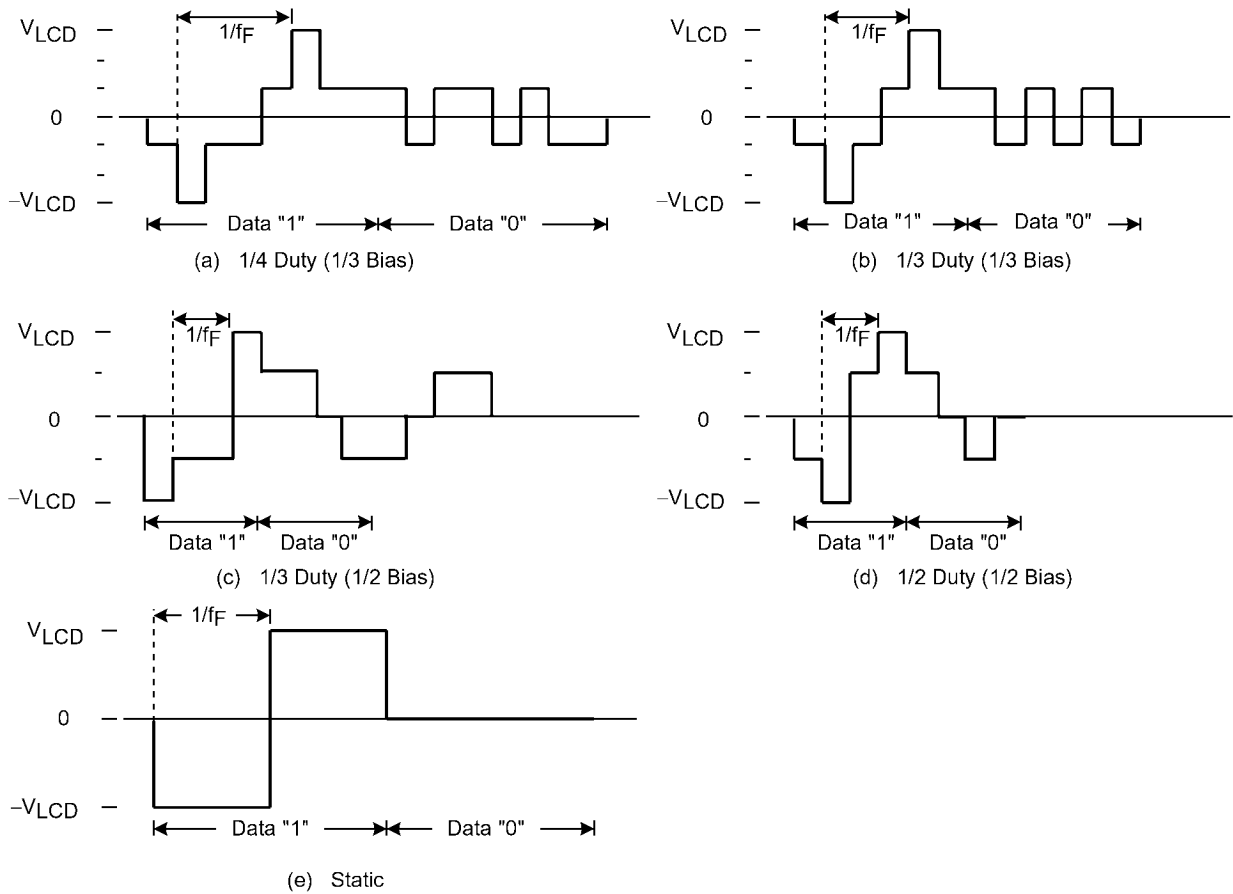 1/fF
VLCD
0
–VLCD
Data "1" Data "0"
(a) 1/4 Duty (1/3 Bias)
1/fF
VLCD
0
–VLCD
Data "1" Data "0"
(b) 1/3 Duty (1/3 Bias)
1/fF
VLCD
0
–VLCD
Data "1" Data "0"
(c) 1/3 Duty (1/2 Bias)
1/fF
VLCD
0
–VLCD
Data "1" Data "0"
(d) 1/2 Duty (1/2 Bias)
1/fF
VLCD
0
–VLCD
Data "1" Data "0"
(e) Static